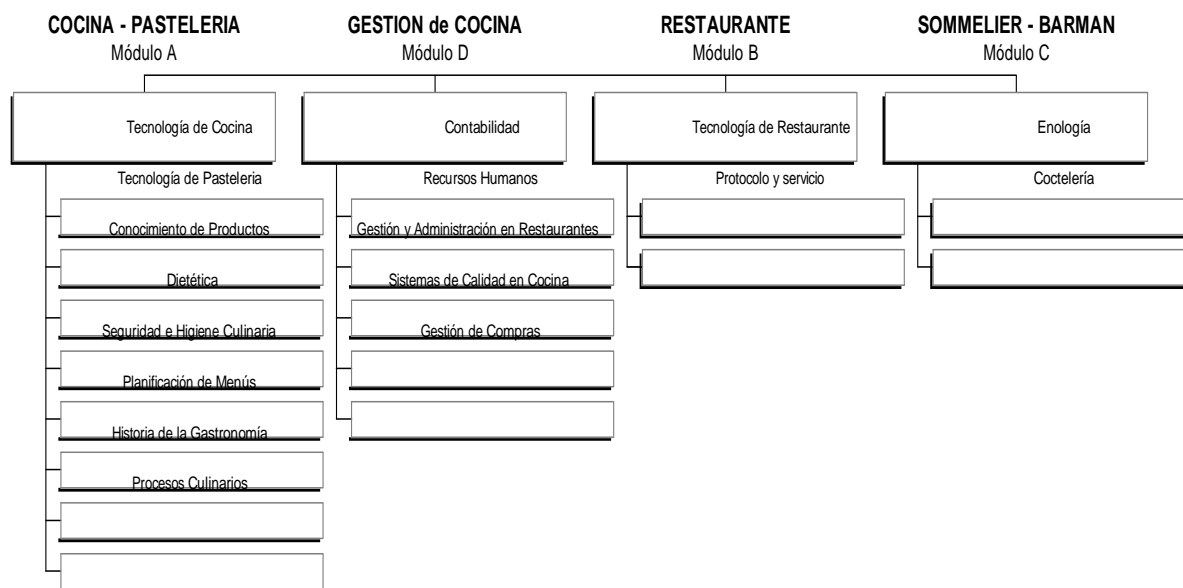 COCINA - PASTELERIA
Módulo A
Tecnología de Cocina
Tecnología de Pasteleria
Conocimiento de Productos
Dietética
Seguridad e Higiene Culinaria
Planificación de Menús
Historia de la Gastronomía
Procesos Culinarios
GESTION de COCINA
Módulo D
Contabilidad
Recursos Humanos
Gestión y Administración en Restaurantes
Sistemas de Calidad en Cocina
Gestión de Compras
RESTAURANTE
Módulo B
Tecnología de Restaurante
Protocolo y servicio
SOMMELIER - BARMAN
Módulo C
Enología
Coctelería